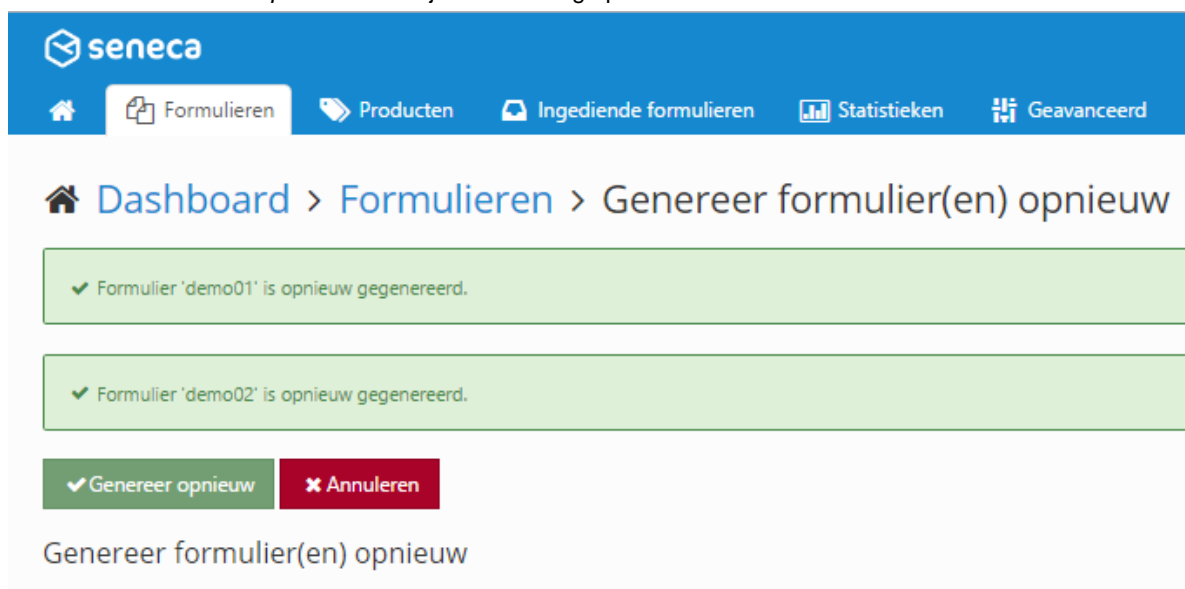 seneca
Formulieren Producten Ingediende formulieren Statistieken Geavanceerd
Dashboard > Formulieren > Genereer formulier(en) opnieuw
Formulier 'demo01' is opnieuw gegenereerd.
Formulier 'demo02' is opnieuw gegenereerd.
Genereer opnieuw Annuleren
Genereer formulier(en) opnieuw